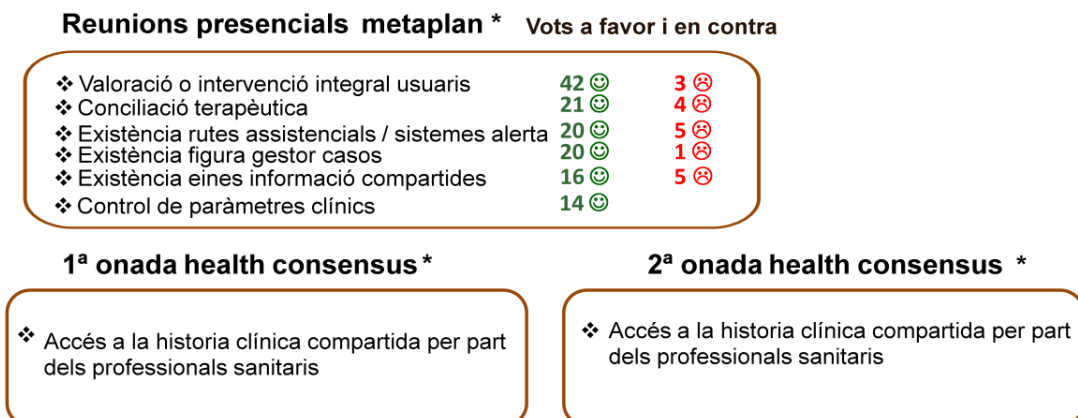 Reunions presencials metaplan * Vots a favor i en contra
❖ Valoració o intervenció integral usuaris 42 ☺ 3 ☹
❖ Conciliació terapèutica 21 ☺ 4 ☹
❖ Existència rutes assistencials / sistemes alerta 20 ☺ 5 ☹
❖ Existència figura gestor casos 20 ☺ 1 ☹
❖ Existència eines informació compartides 16 ☺ 5 ☹
❖ Control de paràmetres clínics 14 ☺
1ª onada health consensus *
❖ Accés a la historia clínica compartida per part
dels professionals sanitaris
2ª onada health consensus *
❖ Accés a la historia clínica compartida per part
dels professionals sanitaris